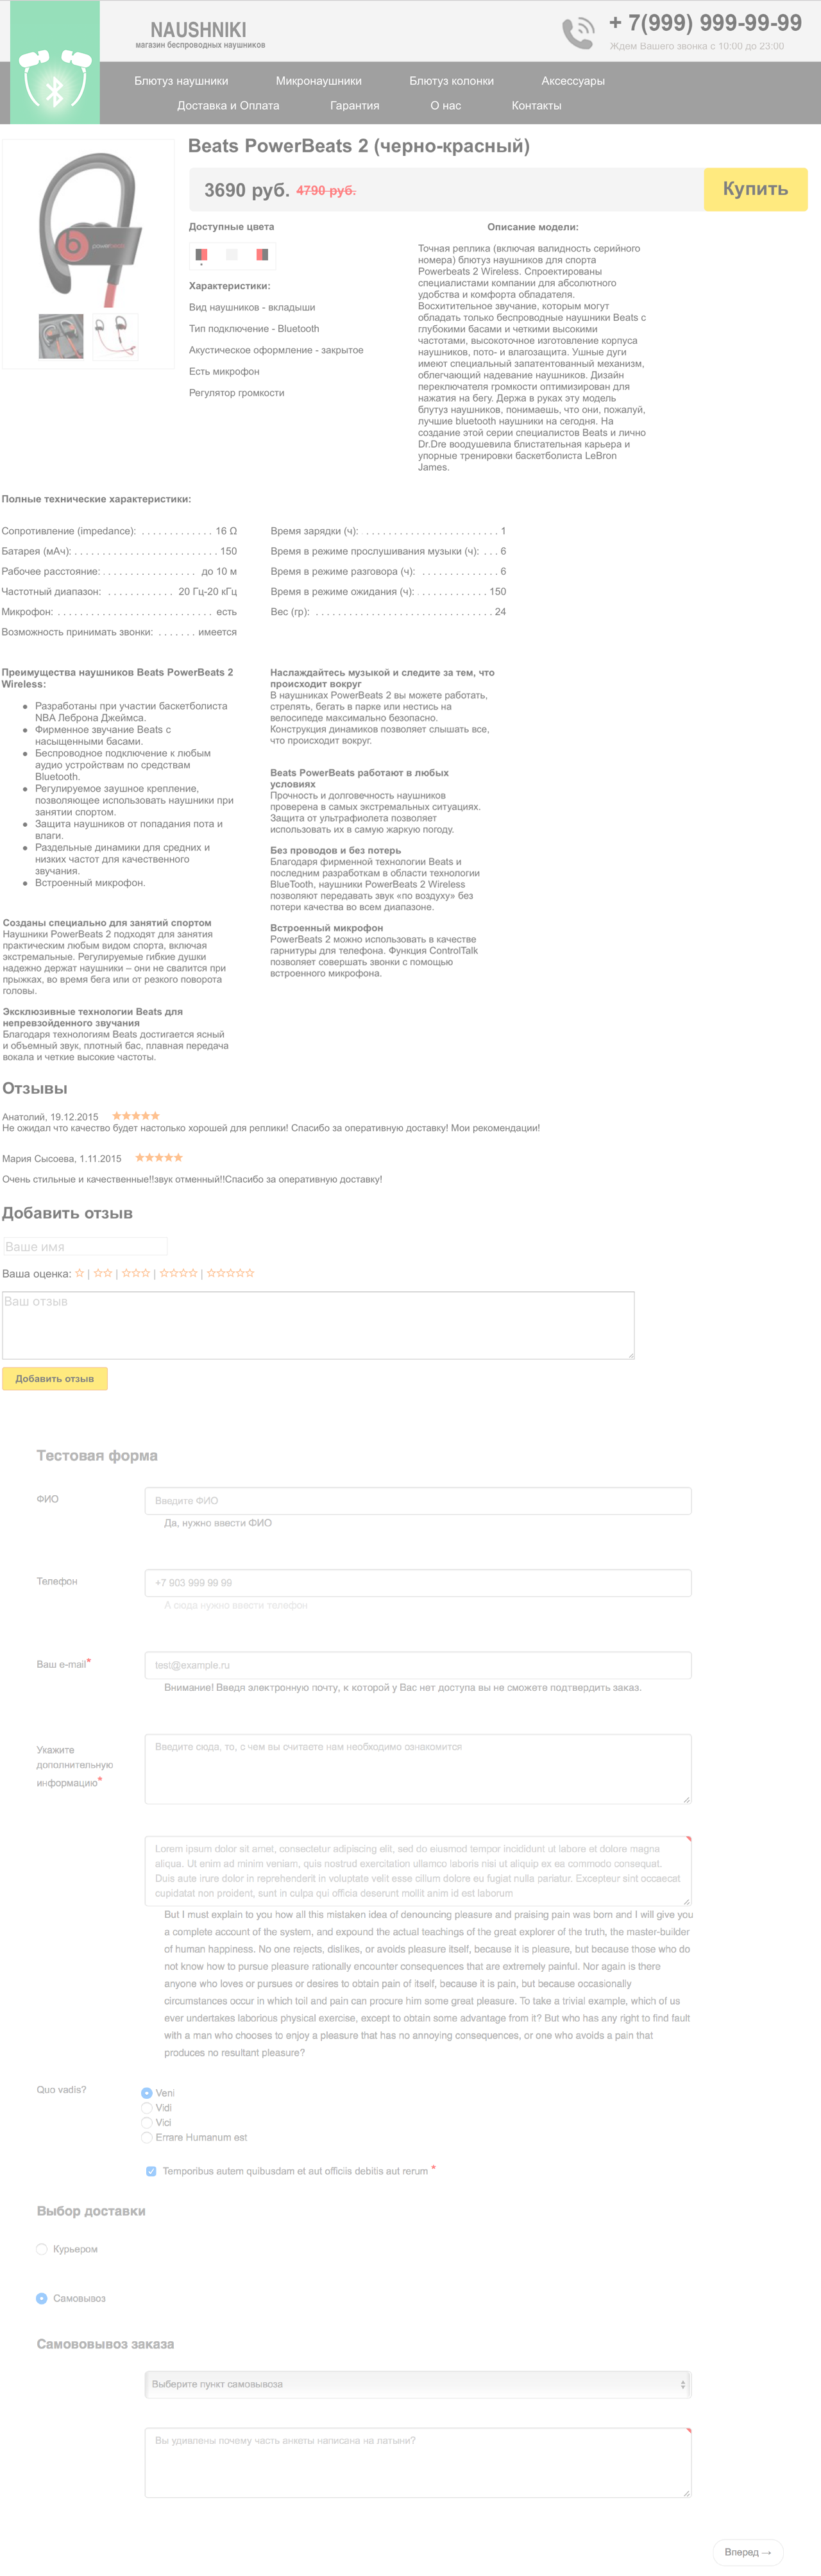 NAUSHNIKI
магазин беспроводных наушников
+ 7(999) 999-99-99
Ждем Вашего звонка с 10:00 до 23:00
Блютуз наушники Микронаушники Блютуз колонки Аксессуары
Доставка и Оплата Гарантия О нас Контакты
Beats PowerBeats 2 (черно-красный)
3690 руб. 4790 руб.
Купить
Доступные цвета
Характеристики:
Вид наушников - вкладыши
Тип подключение - Bluetooth
Акустическое оформление - закрытое
Есть микрофон
Регулятор громкости
Описание модели:
Точная реплика (включая валидность серийного
номера) блютуз наушников для спорта
Powerbeats 2 Wireless. Спроектированы
специалистами компании для абсолютного
удобства и комфорта обладателя.
Восхитительное звучание, которым могут
обладать только беспроводные наушники Beats с
глубокими басами и четкими высокими
частотами, высокоточное изготовление корпуса
наушников, пото- и влагозащита. Ушные дуги
имеют специальный запатентованный механизм,
облегчающий надевание наушников. Дизайн
переключателя громкости оптимизирован для
нажатия на бегу. Держа в руках эту модель
блутуз наушников, понимаешь, что они, пожалуй,
лучшие bluetooth наушники на сегодня. На
создание этой серии специалистов Beats и лично
Dr.Dre воодушевила блистательная карьера и
упорные тренировки баскетболиста LeBron
James.
Полные технические характеристики:
Сопротивление (impedance): . . . . . . . . . . . . . 16 Ω
Батарея (мАч): . . . . . . . . . . . . . . . . . . . . . . . . . . 150
Рабочее расстояние: . . . . . . . . . . . . . . . . . до 10 м
Частотный диапазон: . . . . . . . . . . . . 20 Гц-20 кГц
Микрофон: . . . . . . . . . . . . . . . . . . . . . . . . . . . . есть
Возможность принимать звонки: . . . . . . . имеется
Время зарядки (ч): . . . . . . . . . . . . . . . . . . . . . . . . 1
Время в режиме прослушивания музыки (ч): . . . 6
Время в режиме разговора (ч): . . . . . . . . . . . . . . 6
Время в режиме ожидания (ч): . . . . . . . . . . . . . 150
Вес (гр): . . . . . . . . . . . . . . . . . . . . . . . . . . . . . . . . 24
Преимущества наушников Beats PowerBeats 2
Wireless:
● Разработаны при участии баскетболиста
NBA Леброна Джеймса.
● Фирменное звучание Beats с
насыщенными басами.
● Беспроводное подключение к любым
аудио устройствам по средствам
Bluetooth.
● Регулируемое заушное крепление,
позволяющее использовать наушники при
занятии спортом.
● Защита наушников от попадания пота и
влаги.
● Раздельные динамики для средних и
низких частот для качественного
звучания.
● Встроенный микрофон.
Созданы специально для занятий спортом
Наушники PowerBeats 2 подходят для занятия
практическим любым видом спорта, включая
экстремальные. Регулируемые гибкие душки
надежно держат наушники – они не свалится при
прыжках, во время бега или от резкого поворота
головы.
Эксклюзивные технологии Beats для
непревзойденного звучания
Благодаря технологиям Beats достигается ясный
и объемный звук, плотный бас, плавная передача
вокала и четкие высокие частоты.
Наслаждайтесь музыкой и следите за тем, что
происходит вокруг
В наушниках PowerBeats 2 вы можете работать,
стрелять, бегать в парке или нестись на
велосипеде максимально безопасно.
Конструкция динамиков позволяет слышать все,
что происходит вокруг.
Beats PowerBeats работают в любых
условиях
Прочность и долговечность наушников
проверена в самых экстремальных ситуациях.
Защита от ультрафиолета позволяет
использовать их в самую жаркую погоду.
Без проводов и без потерь
Благодаря фирменной технологии Beats и
последним разработкам в области технологии
BlueTooth, наушники PowerBeats 2 Wireless
позволяют передавать звук «по воздуху» без
потери качества во всем диапазоне.
Встроенный микрофон
PowerBeats 2 можно использовать в качестве
гарнитуры для телефона. Функция ControlTalk
позволяет совершать звонки с помощью
встроенного микрофона.
Отзывы
Анатолий, 19.12.2015 ★★★★★
Не ожидал что качество будет настолько хорошей для реплики! Спасибо за оперативную доставку! Мои рекомендации!
Мария Сысоева, 1.11.2015 ★★★★★
Очень стильные и качественные!!звук отменный!!Спасибо за оперативную доставку!
Добавить отзыв
Ваше имя
Ваша оценка: ☆ | ☆☆ | ☆☆☆ | ☆☆☆☆ | ☆☆☆☆☆
Ваш отзыв
Добавить отзыв
Тестовая форма
ФИО
Введите ФИО
Да, нужно ввести ФИО
Телефон
+7 903 999 99 99
А сюда нужно ввести телефон
Ваш e-mail*
test@example.ru
Внимание! Введя электронную почту, к которой у Вас нет доступа вы не сможете подтвердить заказ.
Укажите
дополнительную
информацию*
Введите сюда, то, с чем вы считаете нам необходимо ознакомится
Lorem ipsum dolor sit amet, consectetur adipiscing elit, sed do eiusmod tempor incididunt ut labore et dolore magna
aliqua. Ut enim ad minim veniam, quis nostrud exercitation ullamco laboris nisi ut aliquip ex ea commodo consequat.
Duis aute irure dolor in reprehenderit in voluptate velit esse cillum dolore eu fugiat nulla pariatur. Excepteur sint occaecat
cupidatat non proident, sunt in culpa qui officia deserunt mollit anim id est laborum
But I must explain to you how all this mistaken idea of denouncing pleasure and praising pain was born and I will give you
a complete account of the system, and expound the actual teachings of the great explorer of the truth, the master-builder
of human happiness. No one rejects, dislikes, or avoids pleasure itself, because it is pleasure, but because those who do
not know how to pursue pleasure rationally encounter consequences that are extremely painful. Nor again is there
anyone who loves or pursues or desires to obtain pain of itself, because it is pain, but because occasionally
circumstances occur in which toil and pain can procure him some great pleasure. To take a trivial example, which of us
ever undertakes laborious physical exercise, except to obtain some advantage from it? But who has any right to find fault
with a man who chooses to enjoy a pleasure that has no annoying consequences, or one who avoids a pain that
produces no resultant pleasure?
Quo vadis?
Veni
Vidi
Vici
Errare Humanum est
Temporibus autem quibusdam et aut officiis debitis aut rerum *
Выбор доставки
Курьером
Самовывоз
Самововывоз заказа
Выберите пункт самовывоза
Вы удивлены почему часть анкеты написана на латыни?
Вперед →